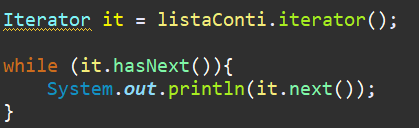 Iterator it = listaConti.iterator();
while (it.hasNext()){
System.out.println(it.next());
}